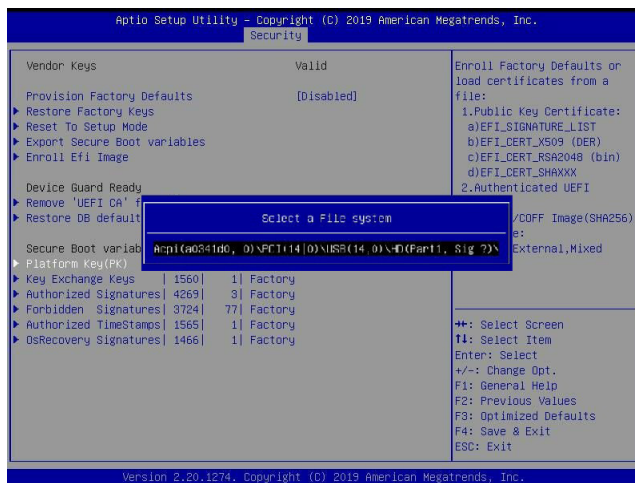 Aptio Setup Utility – Copyright (C) 2019 American Megatrends, Inc.
Security
Vendor Keys Valid
Provision Factory Defaults [Disabled]
Restore Factory Keys
Reset To Setup Mode
Export Secure Boot variables
Enroll Efi Image
Device Guard Ready
Remove 'UEFI CA' f
Restore DB default
Secure Boot variab
Platform Key(PK)
Key Exchange Keys | 1560| 1| Factory
Authorized Signatures| 4269| 3| Factory
Forbidden Signatures| 3724| 77| Factory
Authorized TimeStamps| 1565| 1| Factory
OsRecovery Signatures| 1466| 1| Factory
Select a File system
Acpi(a0341d0, 0)\PCI(14|0)\USB(14,0)\HD(Part1, Sig ?)\
Enroll Factory Defaults or
load certificates from a
file:
1.Public Key Certificate:
a)EFI_SIGNATURE_LIST
b)EFI_CERT_X509 (DER)
c)EFI_CERT_RSA2048 (bin)
d)EFI_CERT_SHAXXX
2.Authenticated UEFI
/COFF Image(SHA256)
e:
External,Mixed
: Select Screen
↑↓: Select Item
Enter: Select
+/-: Change Opt.
F1: General Help
F2: Previous Values
F3: Optimized Defaults
F4: Save & Exit
ESC: Exit
Version 2.20.1274. Copyright (C) 2019 American Megatrends, Inc.